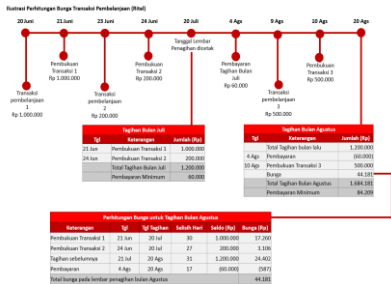 Ilustrasi Perhitungan Bunga Transaksi Pembelanjaan (Ritel)
20 Juni
21 Juni
23 Juni
24 Juni
20 Juli
4 Ags
9 Ags
10 Ags
20 Ags
Transaksi
pembelanjaan
1
Rp 1.000.000
Pembukuan
Transaksi 1
Rp 1.000.000
Transaksi
pembelanjaan
2
Rp 200.000
Pembukuan
Transaksi 2
Rp 200.000
Tanggal Lembar
Penagihan dicetak
Pembayaran
Tagihan Bulan
Juli
Rp 60.000
Transaksi
pembelanjaan
3
Rp 500.000
Pembukuan
Transaksi 3
Rp 500.000
Tagihan Bulan Juli
Tgl Keterangan Jumlah (Rp)
21 Jun Pembukuan Transaksi 1 1.000.000
24 Jun Pembukuan Transaksi 2 200.000
Total Tagihan Bulan Juli 1.200.000
Pembayaran Minimum 60.000
Tagihan Bulan Agustus
Tgl Keterangan Jumlah (Rp)
Total Tagihan bulan lalu 1.200.000
4 Ags Pembayaran (60.000)
10 Ags Pembukuan Transaksi 3 500.000
Bunga 44.181
Total Tagihan Bulan Agustus 1.684.181
Pembayaran Minimum 84.209
Perhitungan Bunga untuk Tagihan Bulan Agustus
Keterangan Tgl Tgl Tagihan Selisih Hari Saldo (Rp) Bunga (Rp)
Pembukuan Transaksi 1 21 Jun 20 Jul 30 1.000.000 17.260
Pembukuan Transaksi 2 24 Jun 20 Jul 27 200.000 3.106
Tagihan sebelumnya 21 Jul 20 Ags 31 1.200.000 24.402
Pembayaran 4 Ags 20 Ags 17 (60.000) (587)
Total bunga pada lembar penagihan bulan Agustus 44.181